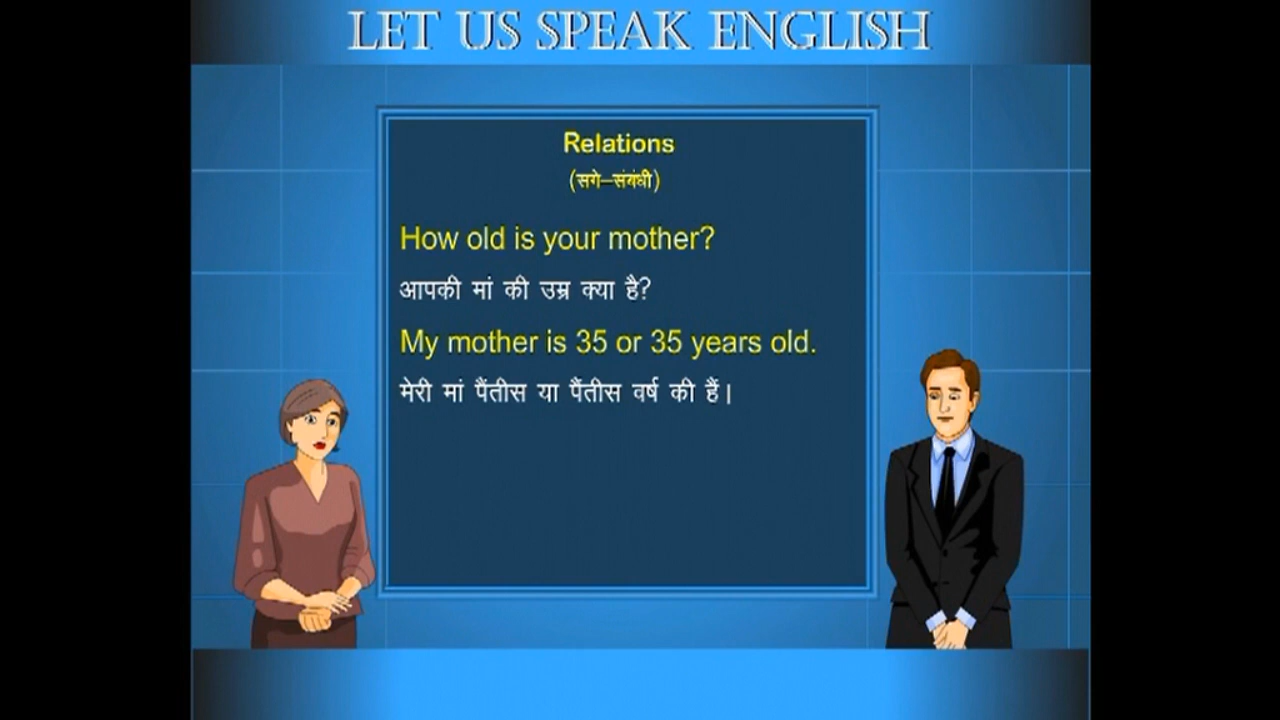 LET US SPEAK ENGLISH
Relations
(सगे–संबंधी)
How old is your mother?
आपकी मां की उम्र क्या है?
My mother is 35 or 35 years old.
मेरी मां पैंतीस या पैंतीस वर्ष की हैं।